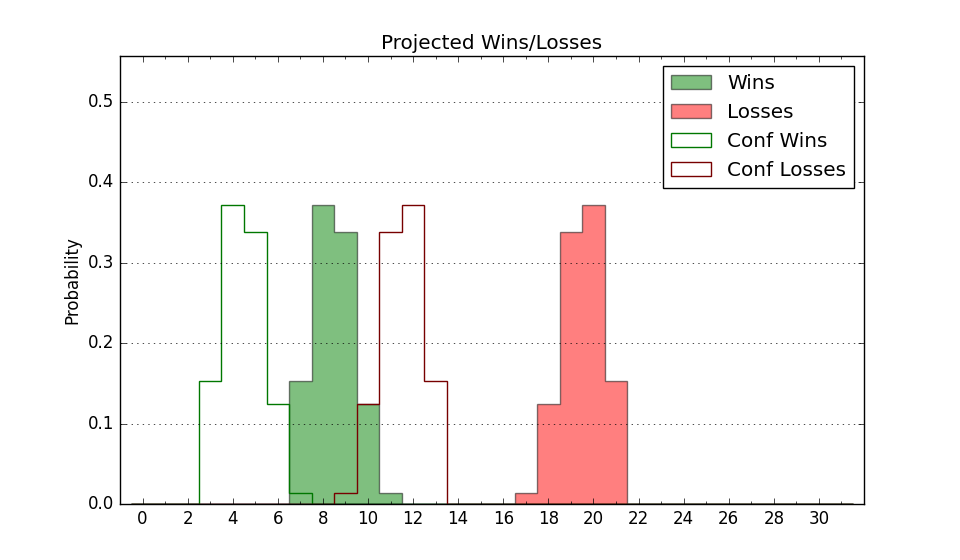 Projected Wins/Losses
Wins
Losses
Conf Wins
Conf Losses
Probability
0.5
0.4
0.3
0.2
0.1
0.0
0 2 4 6 8 10 12 14 16 18 20 22 24 26 28 30